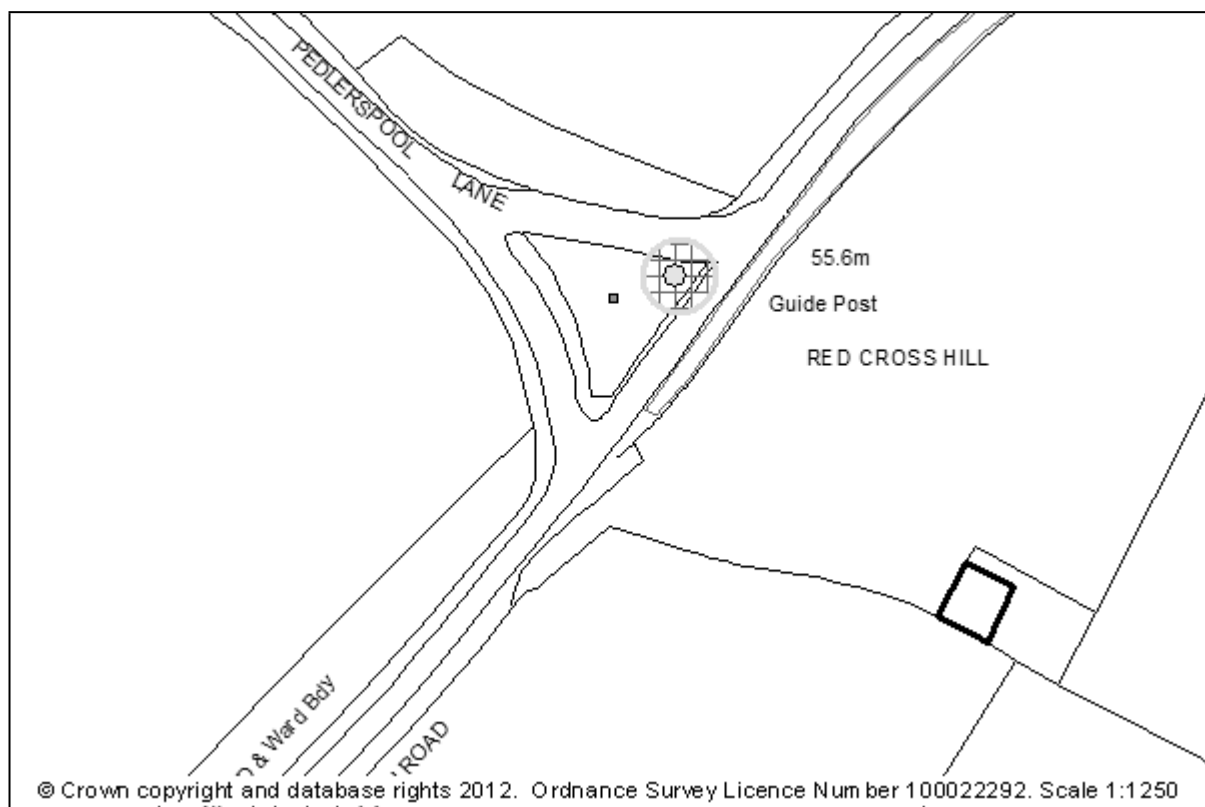 PEDLERSPOOL
LANE
55.6m
Guide Post
RED CROSS HILL
& Ward Bdy
ROAD
© Crown copyright and database rights 2012. Ordnance Survey Licence Number 100022292. Scale 1:1250